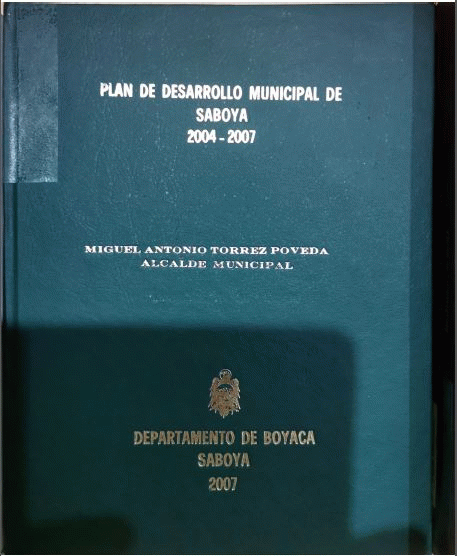 PLAN DE DESARROLLO MUNICIPAL DE
SABOYA
2004-2007
MIGUEL ANTONIO TORREZ POVEDA
ALCALDE MUNICIPAL
DEPARTAMENTO DE BOYACA
SABOYA
2007